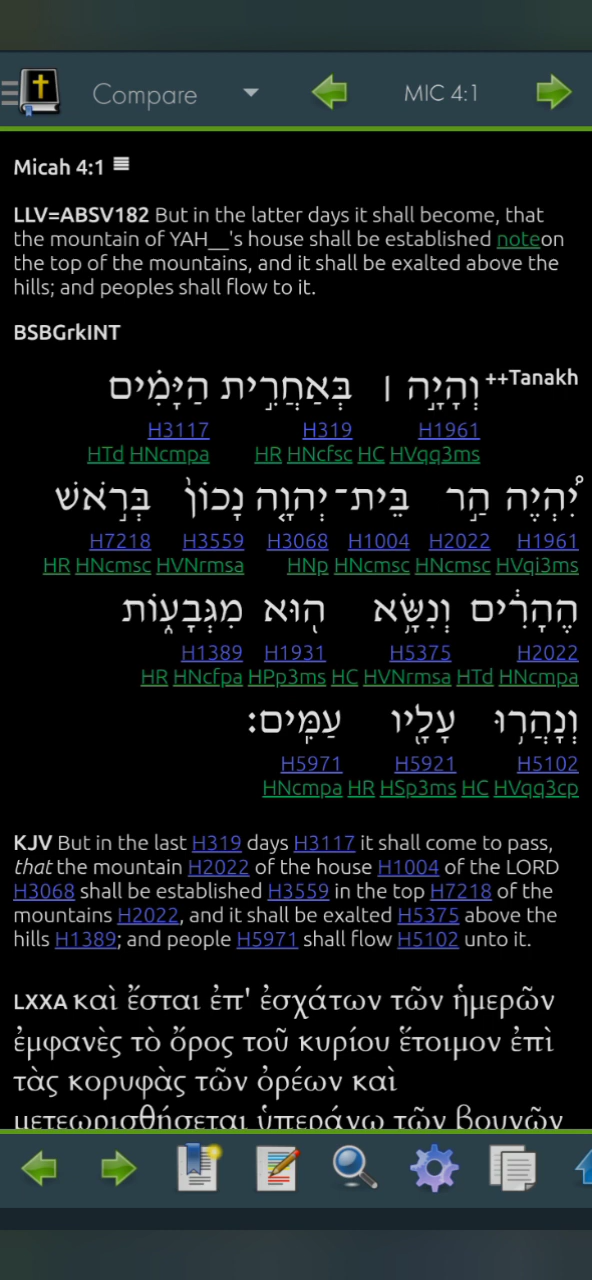 Compare
MIC 4:1
Micah 4:1
LLV=ABSV182 But in the latter days it shall become, that
the mountain of YAH__'s house shall be established noteon
the top of the mountains, and it shall be exalted above the
hills; and peoples shall flow to it.
BSBGrkINT
++Tanakh וְהָיָ֣ה ׀ בְּאַחֲרִ֣ית הַיָּמִ֗ים
H3117 H319 H1961
HTd HNcmpa HR HNcfsc HC HVqq3ms
יִ֠הְיֶה הַ֣ר בֵּית־ יְהוָ֤ה נָכוֹן֙ בְּרֹ֣אשׁ
H7218 H3559 H3068 H1004 H2022 H1961
HR HNcmsc HVNrmsa HNp HNcmsc HNcmsc HVqi3ms
הֶהָרִ֔ים וְנִשָּׂ֥א ה֖וּא מִגְּבָע֑וֹת
H1389 H1931 H5375 H2022
HR HNcfpa HPp3ms HC HVNrmsa HTd HNcmpa
וְנָהֲר֥וּ עָלָ֖יו עַמִּֽים׃
H5971 H5921 H5102
HNcmpa HR HSp3ms HC HVqq3cp
KJV But in the last H319 days H3117 it shall come to pass,
that the mountain H2022 of the house H1004 of the LORD
H3068 shall be established H3559 in the top H7218 of the
mountains H2022, and it shall be exalted H5375 above the
hills H1389; and people H5971 shall flow H5102 unto it.
LXXA καὶ ἔσται ἐπ' ἐσχάτων τῶν ἡμερῶν
ἐμφανὲς τὸ ὄρος τοῦ κυρίου ἕτοιμον ἐπὶ
τὰς κορυφὰς τῶν ὀρέων καὶ
μετεωρισθήσεται ὑπεράνω τῶν βουνῶν